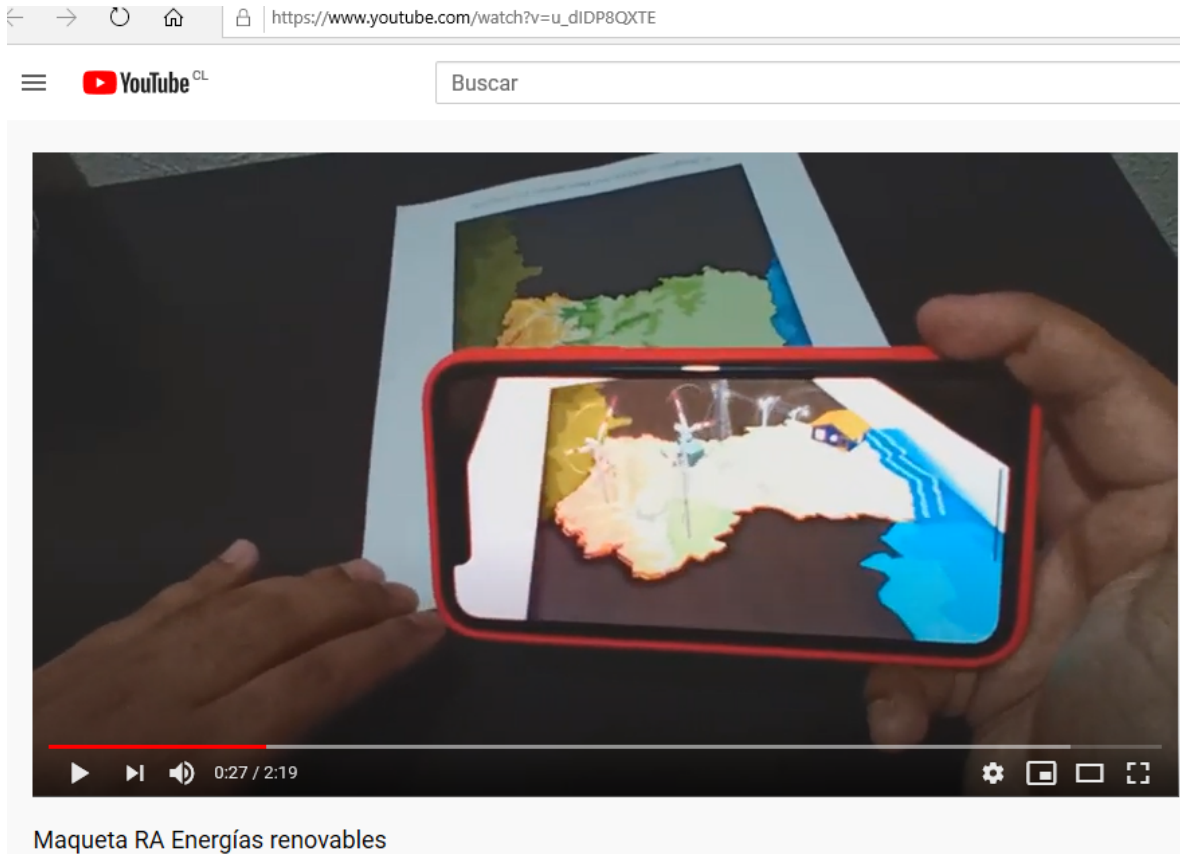 https://www.youtube.com/watch?v=u_dIDP8QXTE
YouTube CL
Buscar
0:27 / 2:19
Maqueta RA Energías renovables